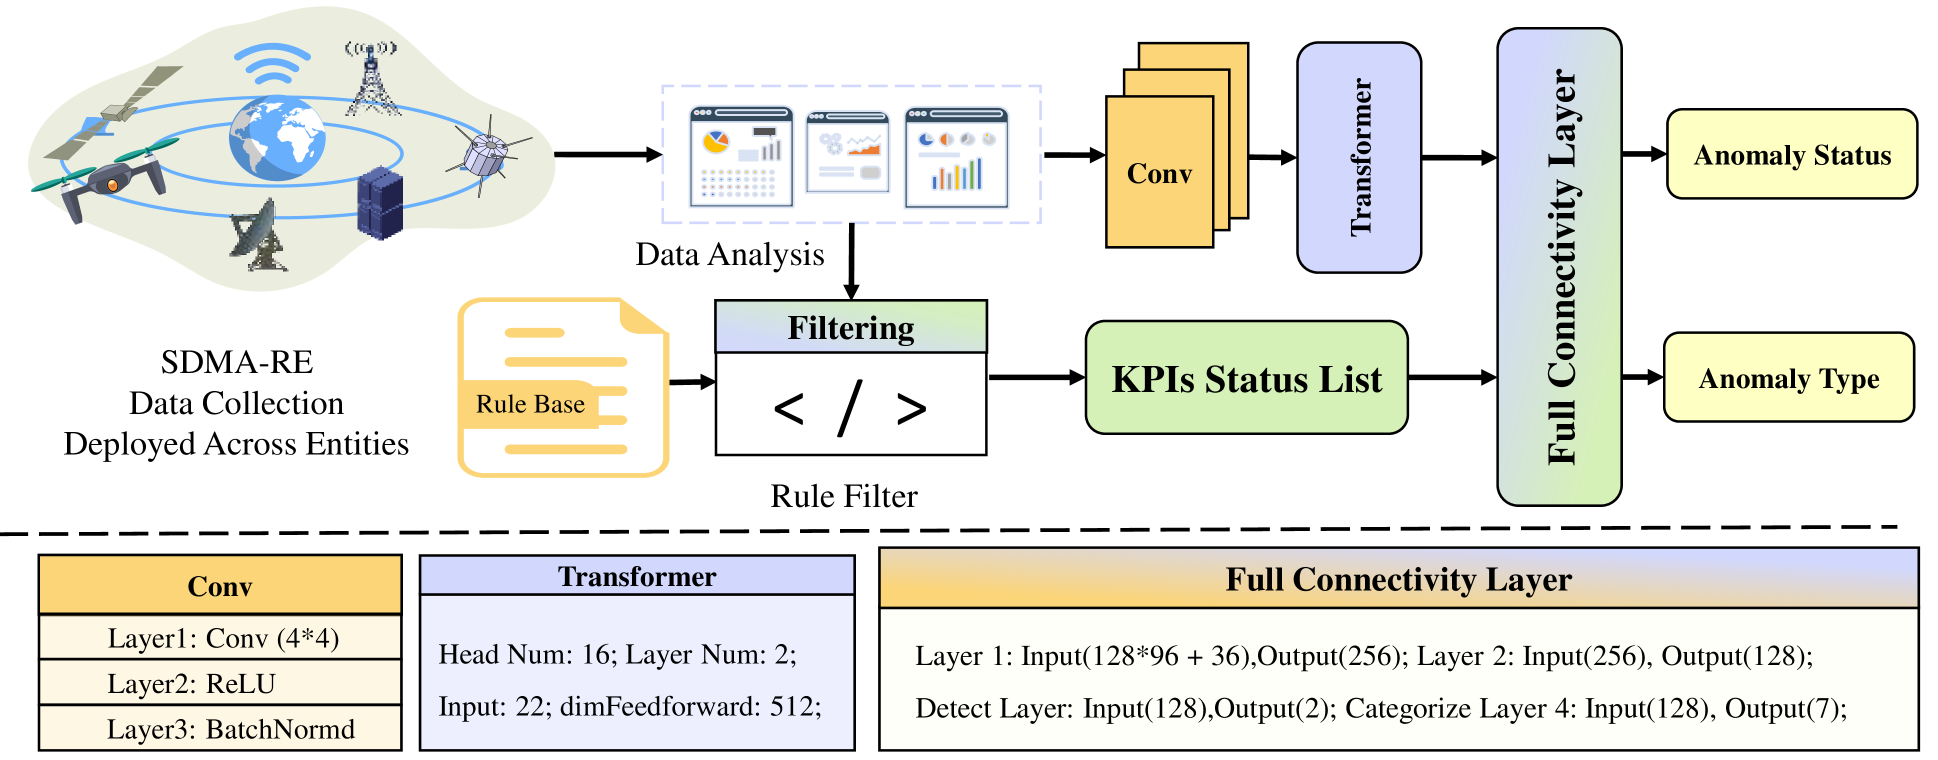 Data Analysis
Conv
Transformer
Full Connectivity Layer
Anomaly Status
SDMA-RE
Data Collection
Deployed Across Entities
Rule Base
Filtering
< / >
Rule Filter
KPIs Status List
Anomaly Type
Conv
Layer1: Conv (4*4)
Layer2: ReLU
Layer3: BatchNormd
Transformer
Head Num: 16; Layer Num: 2;
Input: 22; dimFeedforward: 512;
Full Connectivity Layer
Layer 1: Input(128*96 + 36),Output(256); Layer 2: Input(256), Output(128);
Detect Layer: Input(128),Output(2); Categorize Layer 4: Input(128), Output(7);